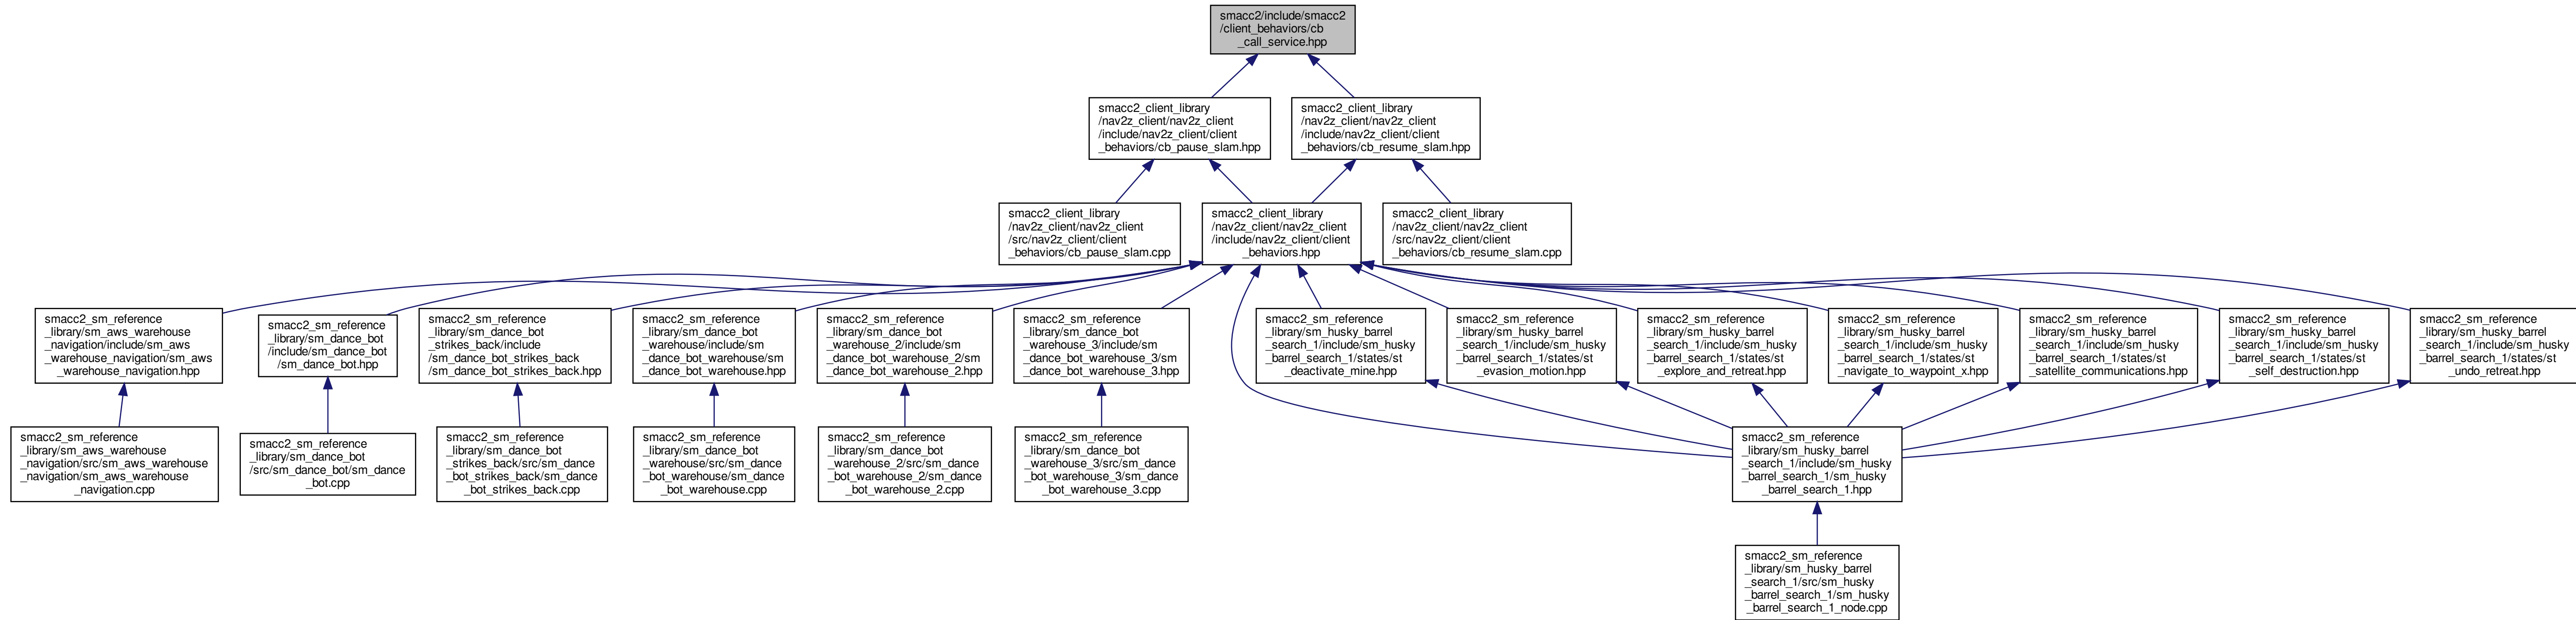 smacc2/include/smacc2
/client_behaviors/cb
_call_service.hpp
smacc2_client_library
/nav2z_client/nav2z_client
/include/nav2z_client/client
_behaviors/cb_pause_slam.hpp
smacc2_client_library
/nav2z_client/nav2z_client
/include/nav2z_client/client
_behaviors/cb_resume_slam.hpp
smacc2_client_library
/nav2z_client/nav2z_client
/src/nav2z_client/client
_behaviors/cb_pause_slam.cpp
smacc2_client_library
/nav2z_client/nav2z_client
/include/nav2z_client/client
_behaviors.hpp
smacc2_client_library
/nav2z_client/nav2z_client
/src/nav2z_client/client
_behaviors/cb_resume_slam.cpp
smacc2_sm_reference
_library/sm_aws_warehouse
_navigation/include/sm_aws
_warehouse_navigation/sm_aws
_warehouse_navigation.hpp
smacc2_sm_reference
_library/sm_dance_bot
/include/sm_dance_bot
/sm_dance_bot.hpp
smacc2_sm_reference
_library/sm_dance_bot
_strikes_back/include
/sm_dance_bot_strikes_back
/sm_dance_bot_strikes_back.hpp
smacc2_sm_reference
_library/sm_dance_bot
_warehouse/include/sm
_dance_bot_warehouse/sm
_dance_bot_warehouse.hpp
smacc2_sm_reference
_library/sm_dance_bot
_warehouse_2/include/sm
_dance_bot_warehouse_2/sm
_dance_bot_warehouse_2.hpp
smacc2_sm_reference
_library/sm_dance_bot
_warehouse_3/include/sm
_dance_bot_warehouse_3/sm
_dance_bot_warehouse_3.hpp
smacc2_sm_reference
_library/sm_husky_barrel
_search_1/include/sm_husky
_barrel_search_1/states/st
_deactivate_mine.hpp
smacc2_sm_reference
_library/sm_husky_barrel
_search_1/include/sm_husky
_barrel_search_1/states/st
_evasion_motion.hpp
smacc2_sm_reference
_library/sm_husky_barrel
_search_1/include/sm_husky
_barrel_search_1/states/st
_explore_and_retreat.hpp
smacc2_sm_reference
_library/sm_husky_barrel
_search_1/include/sm_husky
_barrel_search_1/states/st
_navigate_to_waypoint_x.hpp
smacc2_sm_reference
_library/sm_husky_barrel
_search_1/include/sm_husky
_barrel_search_1/states/st
_satellite_communications.hpp
smacc2_sm_reference
_library/sm_husky_barrel
_search_1/include/sm_husky
_barrel_search_1/states/st
_self_destruction.hpp
smacc2_sm_reference
_library/sm_husky_barrel
_search_1/include/sm_husky
_barrel_search_1/states/st
_undo_retreat.hpp
smacc2_sm_reference
_library/sm_aws_warehouse
_navigation/src/sm_aws_warehouse
_navigation/sm_aws_warehouse
_navigation.cpp
smacc2_sm_reference
_library/sm_dance_bot
/src/sm_dance_bot/sm_dance
_bot.cpp
smacc2_sm_reference
_library/sm_dance_bot
_strikes_back/src/sm_dance
_bot_strikes_back/sm_dance
_bot_strikes_back.cpp
smacc2_sm_reference
_library/sm_dance_bot
_warehouse/src/sm_dance
_bot_warehouse/sm_dance
_bot_warehouse.cpp
smacc2_sm_reference
_library/sm_dance_bot
_warehouse_2/src/sm_dance
_bot_warehouse_2/sm_dance
_bot_warehouse_2.cpp
smacc2_sm_reference
_library/sm_dance_bot
_warehouse_3/src/sm_dance
_bot_warehouse_3/sm_dance
_bot_warehouse_3.cpp
smacc2_sm_reference
_library/sm_husky_barrel
_search_1/include/sm_husky
_barrel_search_1/sm_husky
_barrel_search_1.hpp
smacc2_sm_reference
_library/sm_husky_barrel
_search_1/src/sm_husky
_barrel_search_1/sm_husky
_barrel_search_1_node.cpp